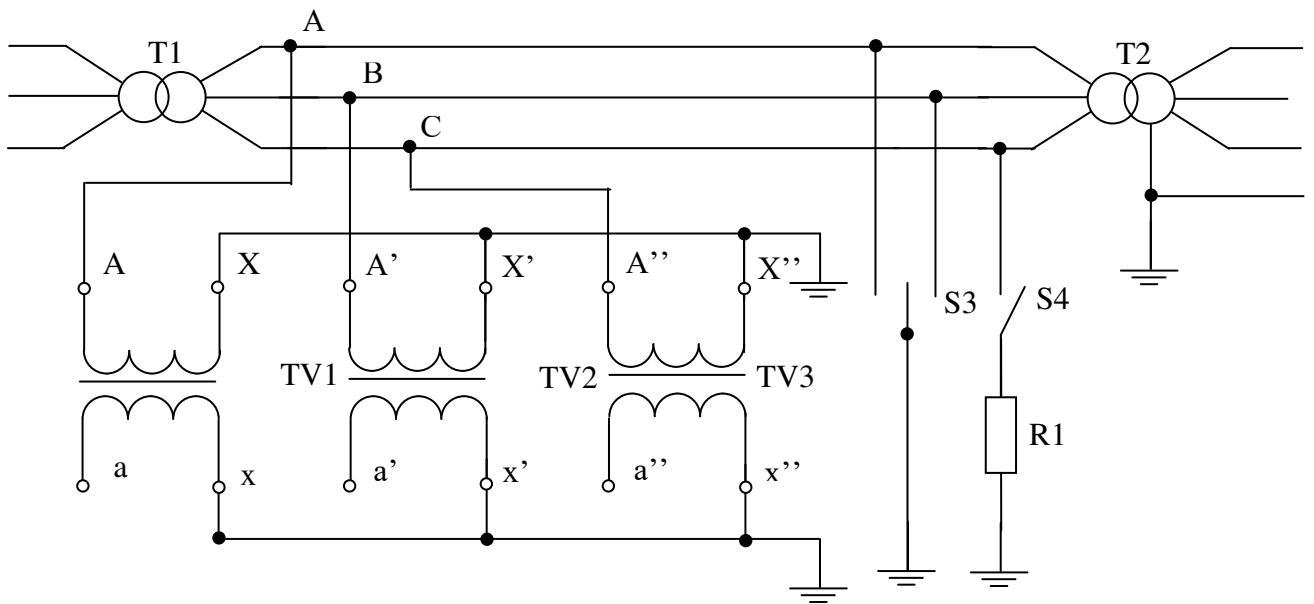 A
T1
T2
B
C
A
X
A’
X’
A’’
X’’
S3
S4
TV1
TV2
TV3
R1
a
x
a’
x’
a’’
x’’